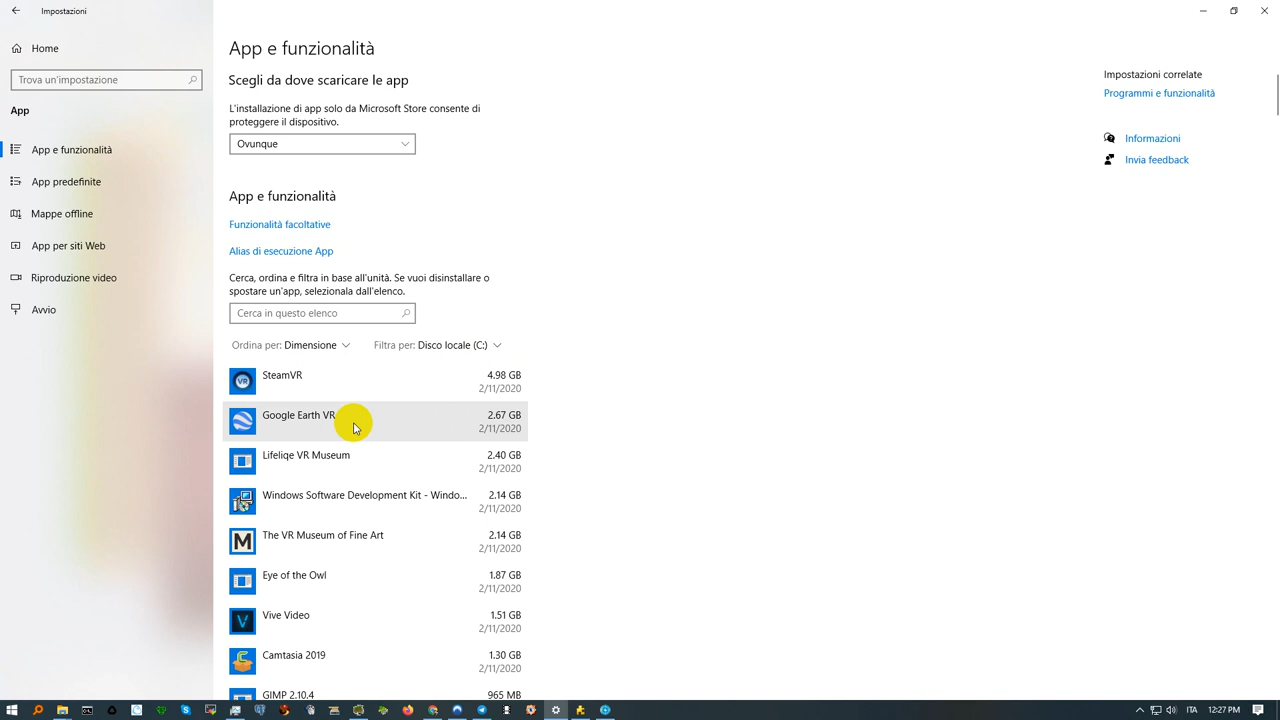 Impostazioni
Home
Trova un'impostazione
App
App e funzionalità
App predefinite
Mappe offline
App per siti Web
Riproduzione video
Avvio
App e funzionalità
Scegli da dove scaricare le app
L'installazione di app solo da Microsoft Store consente di
proteggere il dispositivo.
Ovunque
App e funzionalità
Funzionalità facoltative
Alias di esecuzione App
Cerca, ordina e filtra in base all'unità. Se vuoi disinstallare o
spostare un'app, selezionala dall'elenco.
Cerca in questo elenco
Ordina per: Dimensione Filtra per: Disco locale (C:)
SteamVR 4.98 GB
2/11/2020
Google Earth VR 2.67 GB
2/11/2020
Lifeliqe VR Museum 2.40 GB
2/11/2020
Windows Software Development Kit - Windo... 2.14 GB
2/11/2020
The VR Museum of Fine Art 2.14 GB
2/11/2020
Eye of the Owl 1.87 GB
2/11/2020
Vive Video 1.51 GB
2/11/2020
Camtasia 2019 1.30 GB
2/11/2020
GIMP 2.10.4 965 MB
Impostazioni correlate
Programmi e funzionalità
Informazioni
Invia feedback
ITA 12:27 PM